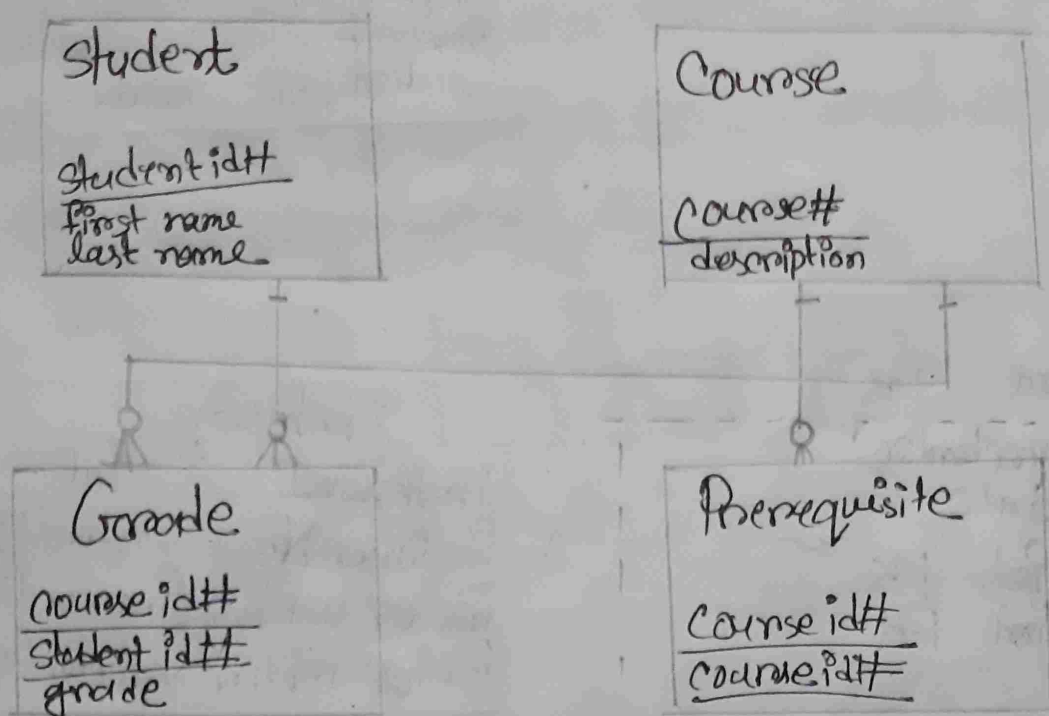 Student
student id#
first name
last name
Course
course#
description
Grade
course id#
student id#
grade
Prerequisite
course id#
course id#